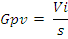 Gpv = Vi/s